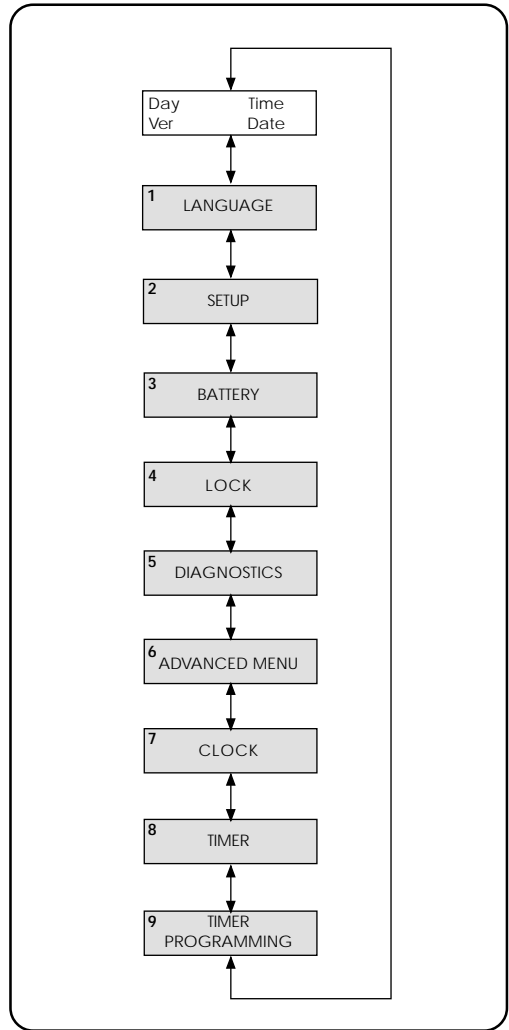 Day Time
Ver Date
1 LANGUAGE
2 SETUP
3 BATTERY
4 LOCK
5 DIAGNOSTICS
6 ADVANCED MENU
7 CLOCK
8 TIMER
9 TIMER
PROGRAMMING